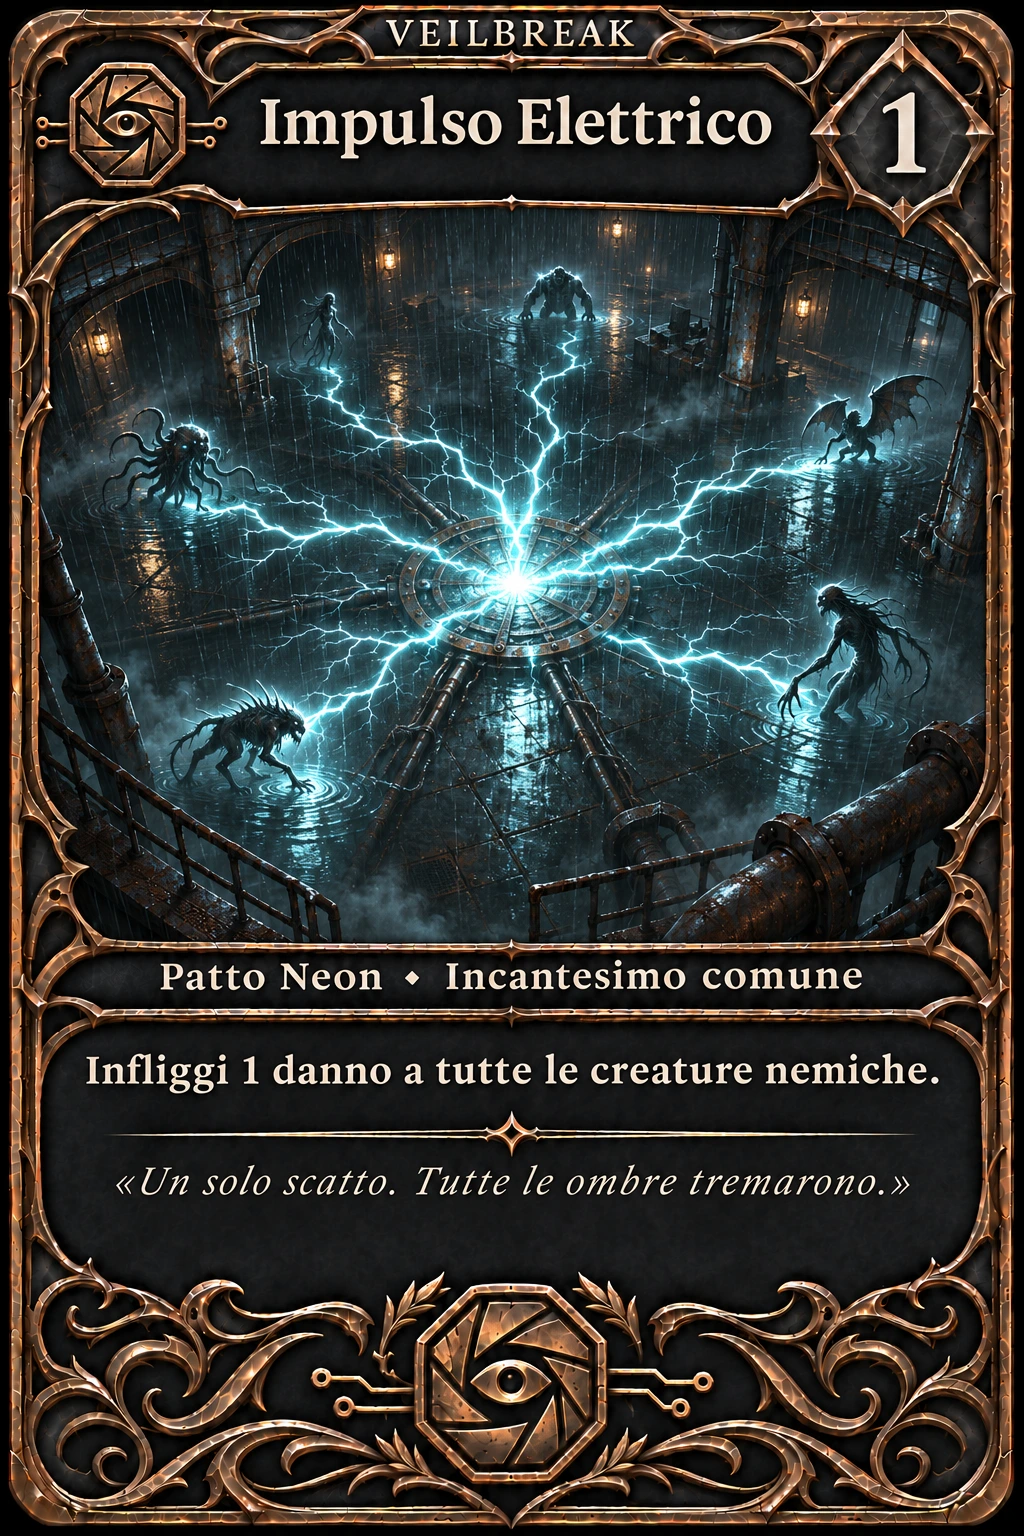 VEILBREAK
Impulso Elettrico
1
Patto Neon ⬥ Incantesimo comune
Infliggi 1 danno a tutte le creature nemiche.
«Un solo scatto. Tutte le ombre tremarono.»